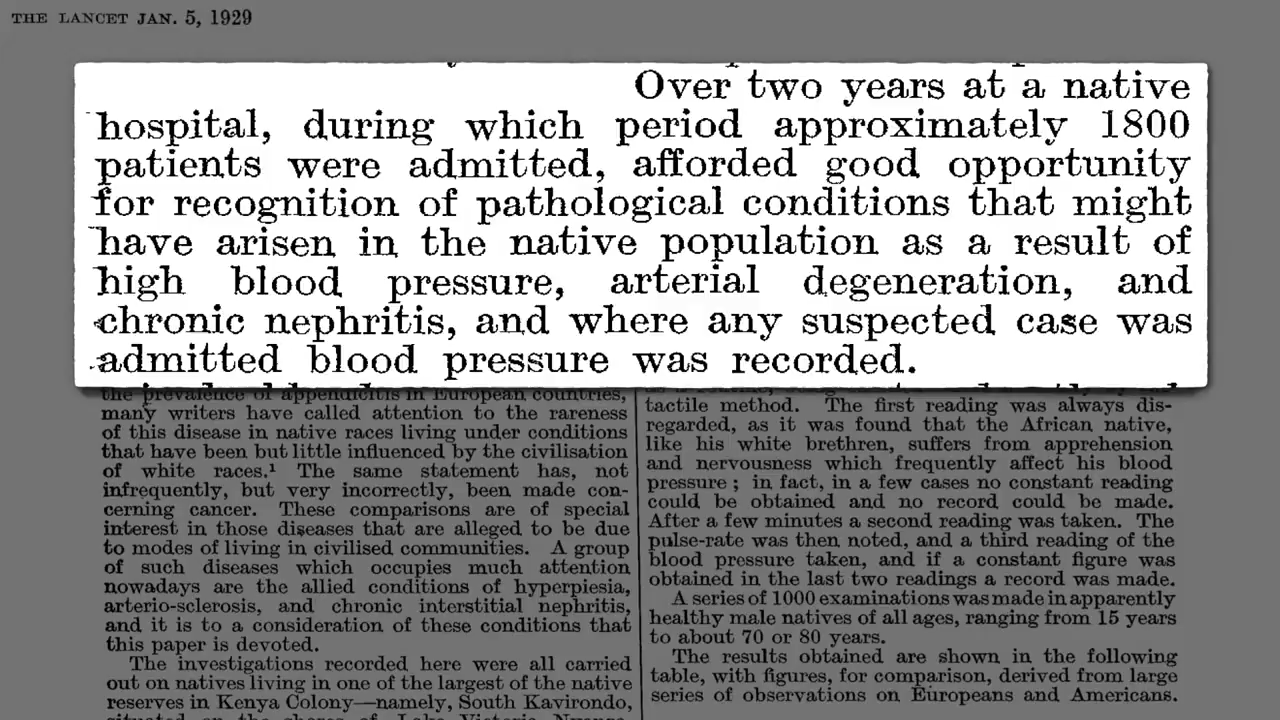 THE LANCET JAN. 5, 1929
Over two years at a native
hospital, during which period approximately 1800
patients were admitted, afforded good opportunity
for recognition of pathological conditions that might
have arisen in the native population as a result of
high blood pressure, arterial degeneration, and
chronic nephritis, and where any suspected case was
admitted blood pressure was recorded.
the prevalence of appendicitis in European countries,
many writers have called attention to the rareness
of this disease in native races living under conditions
that have been but little influenced by the civilisation
of white races.¹ The same statement has, not
infrequently, but very incorrectly, been made con-
cerning cancer. These comparisons are of special
interest in those diseases that are alleged to be due
to modes of living in civilised communities. A group
of such diseases which occupies much attention
nowadays are the allied conditions of hyperpiesia,
arterio-sclerosis, and chronic interstitial nephritis,
and it is to a consideration of these conditions that
this paper is devoted.
The investigations recorded here were all carried
out on natives living in one of the largest of the native
reserves in Kenya Colony—namely, South Kavirondo,
situated on the shores of Lake Victoria Nyanza.
tactile method. The first reading was always dis-
regarded, as it was found that the African native,
like his white brethren, suffers from apprehension
and nervousness which frequently affect his blood
pressure ; in fact, in a few cases no constant reading
could be obtained and no record could be made.
After a few minutes a second reading was taken. The
pulse-rate was then noted, and a third reading of the
blood pressure taken, and if a constant figure was
obtained in the last two readings a record was made.
A series of 1000 examinations was made in apparently
healthy male natives of all ages, ranging from 15 years
to about 70 or 80 years.
The results obtained are shown in the following
table, with figures, for comparison, derived from large
series of observations on Europeans and Americans.